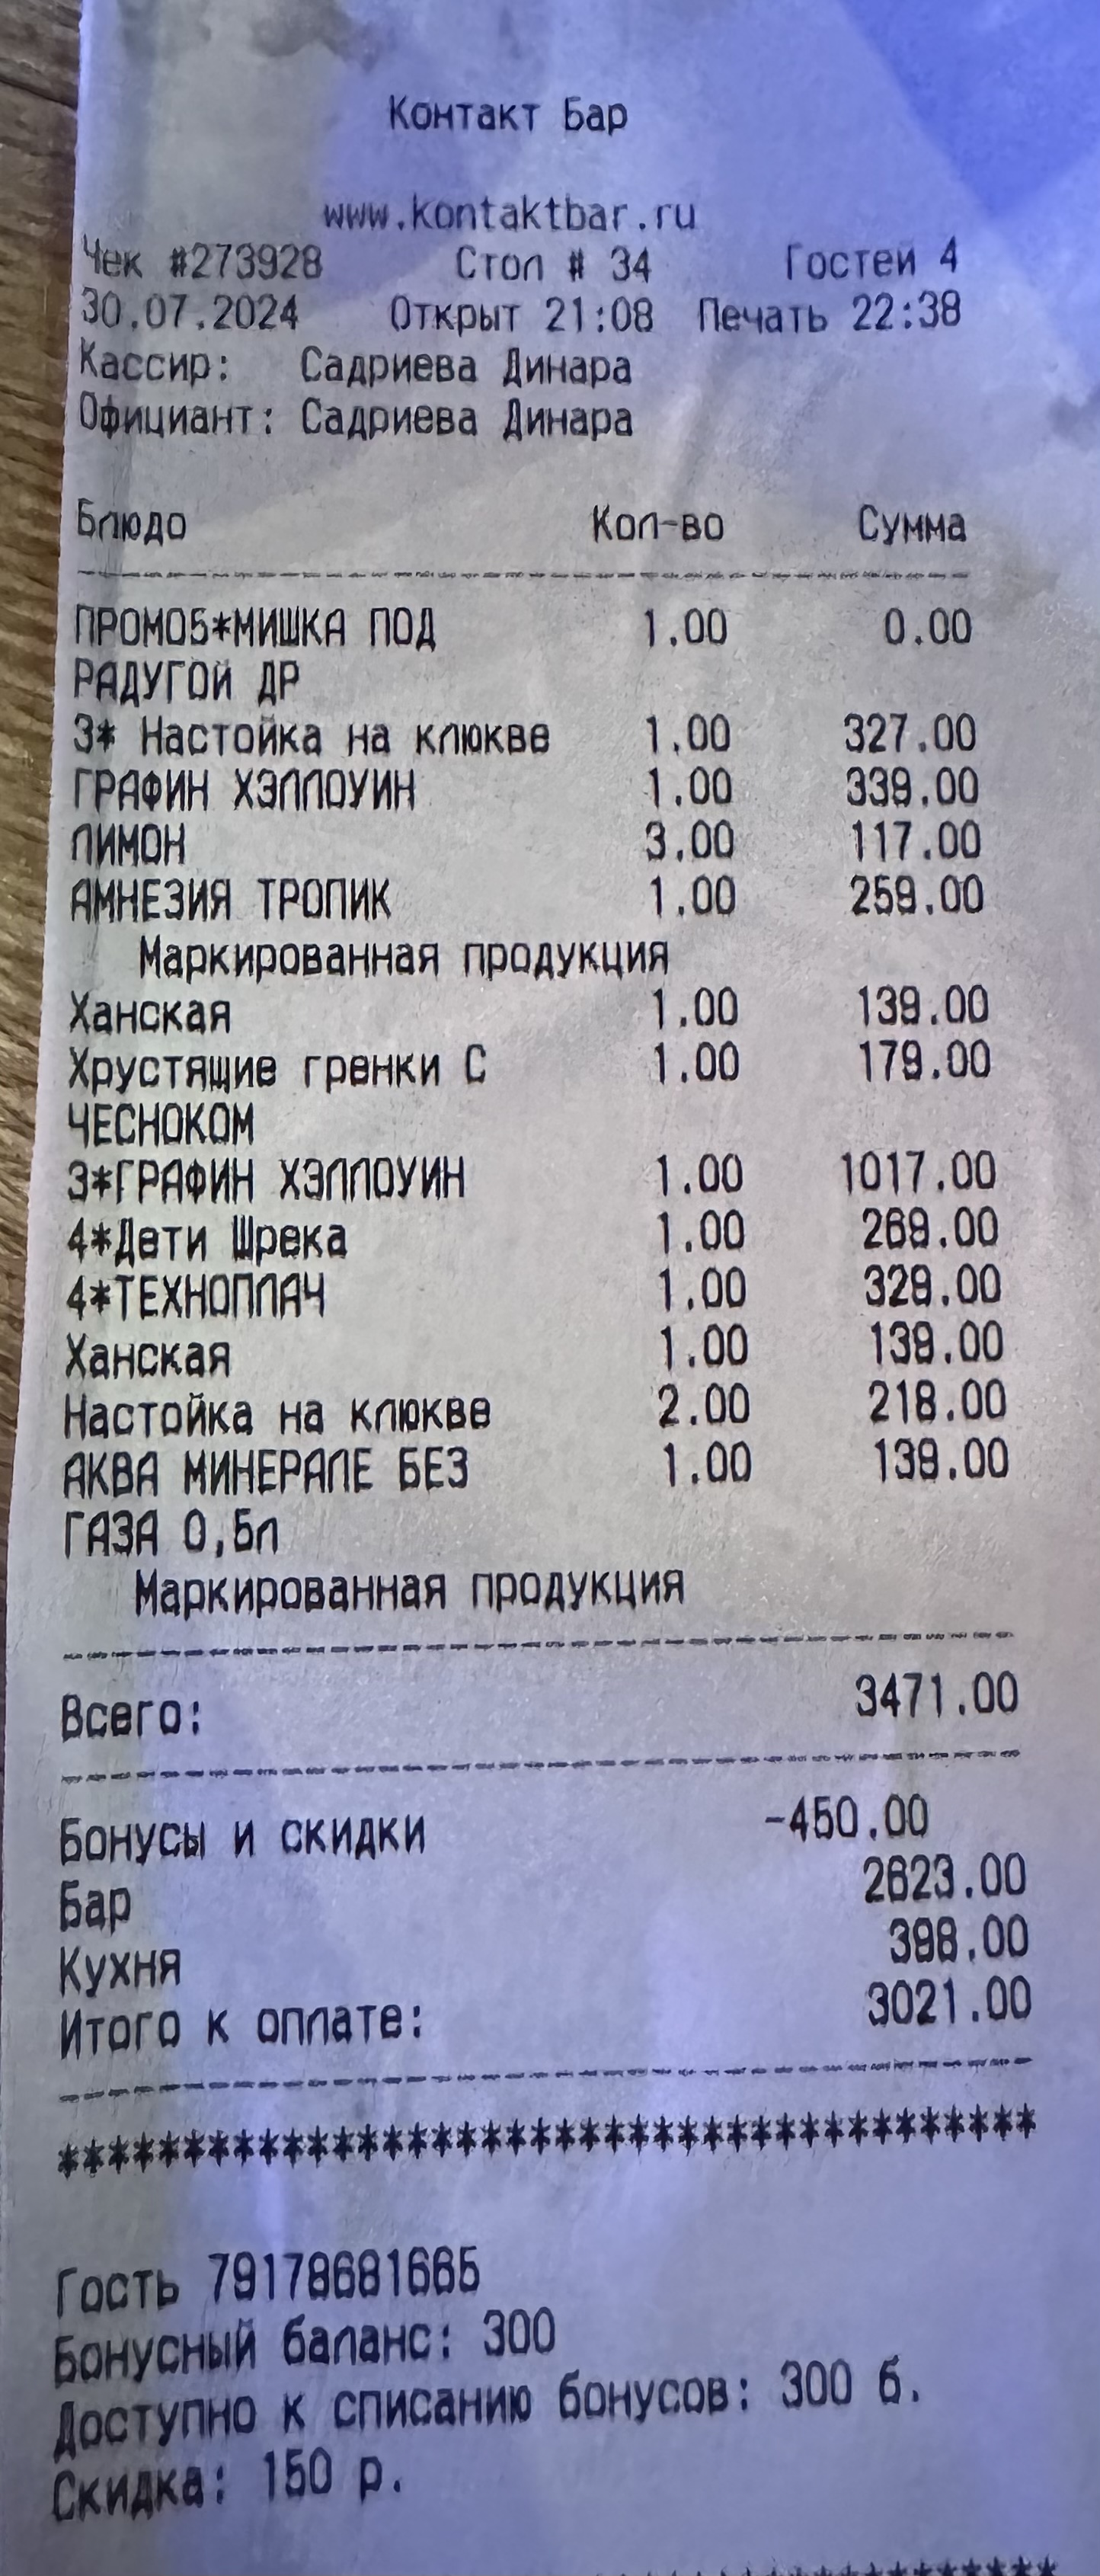 Контакт Бар
www.kontaktbar.ru
Чек #273928 Стол # 34 Гостей 4
30.07.2024 Открыт 21:08 Печать 22:38
Кассир: Садриева Динара
Официант: Садриева Динара
Блюдо Кол-во Сумма
ПРОМО5*МИШКА ПОД 1.00 0.00
РАДУГОЙ ДР
3* Настойка на клюкве 1.00 327.00
ГРАФИН ХЭЛЛОУИН 1.00 339.00
ЛИМОН 3.00 117.00
АМНЕЗИЯ ТРОПИК 1.00 259.00
Маркированная продукция
Ханская 1.00 139.00
Хрустящие гренки С 1.00 179.00
ЧЕСНОКОМ
3*ГРАФИН ХЭЛЛОУИН 1.00 1017.00
4*Дети Шрека 1.00 269.00
4*ТЕХНОПЛАЧ 1.00 329.00
Ханская 1.00 139.00
Настойка на клюкве 2.00 218.00
АКВА МИНЕРАЛЕ БЕЗ 1.00 139.00
ГАЗА 0,5л
Маркированная продукция
Всего: 3471.00
Бонусы и скидки -450.00
Бар 2623.00
Кухня 398.00
Итого к оплате: 3021.00
****************************************
Гость 79178681665
Бонусный баланс: 300
Доступно к списанию бонусов: 300 б.
Скидка: 150 р.